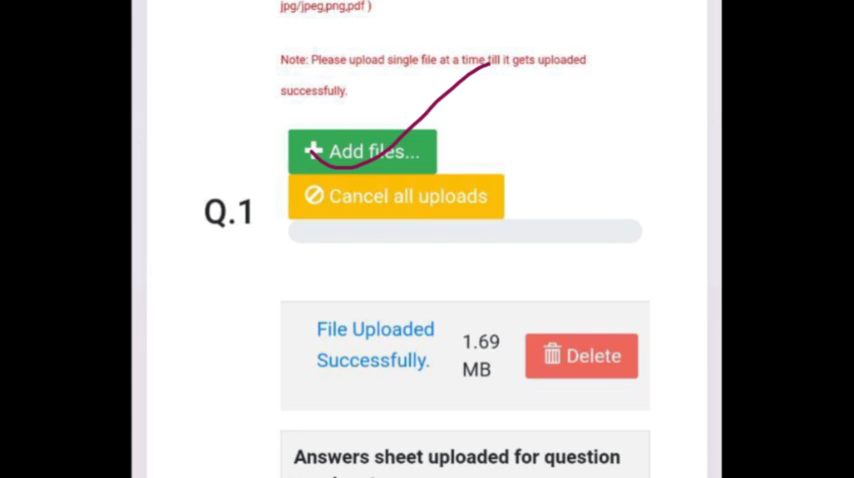 jpg/jpeg,png,pdf )
Note: Please upload single file at a time till it gets uploaded
successfully.
Add files...
Cancel all uploads
Q.1
File Uploaded
Successfully.
1.69
MB
Delete
Answers sheet uploaded for question